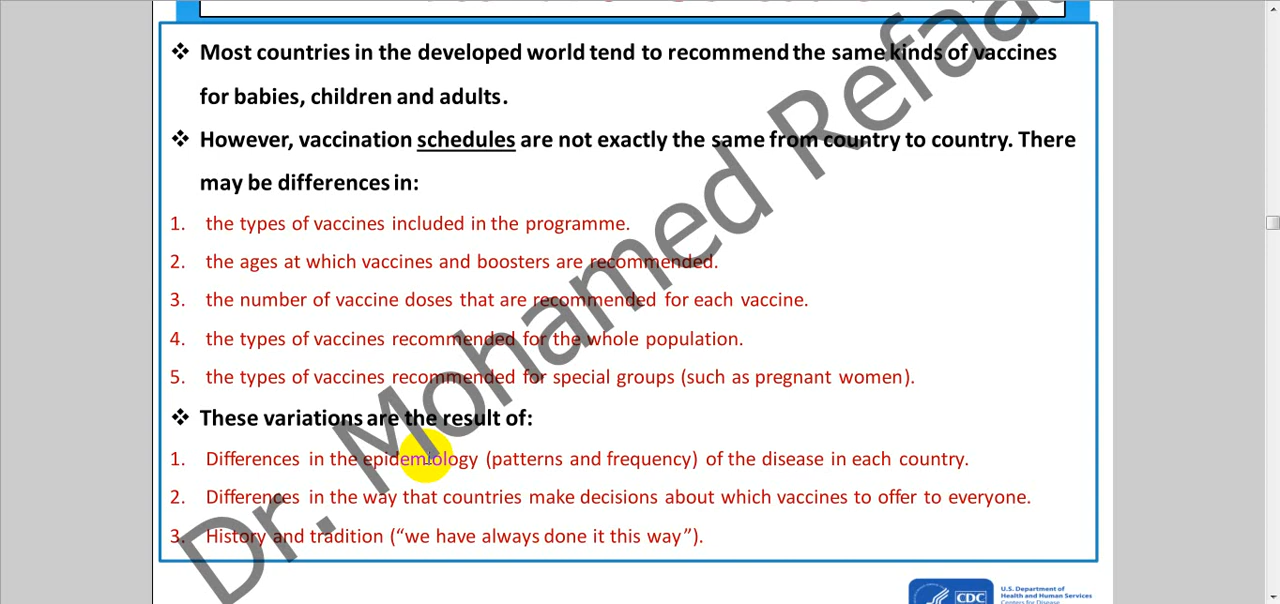 ❖ Most countries in the developed world tend to recommend the same kinds of vaccines
for babies, children and adults.
❖ However, vaccination schedules are not exactly the same from country to country. There
may be differences in:
1. the types of vaccines included in the programme.
2. the ages at which vaccines and boosters are recommended.
3. the number of vaccine doses that are recommended for each vaccine.
4. the types of vaccines recommended for the whole population.
5. the types of vaccines recommended for special groups (such as pregnant women).
❖ These variations are the result of:
1. Differences in the epidemiology (patterns and frequency) of the disease in each country.
2. Differences in the way that countries make decisions about which vaccines to offer to everyone.
3. History and tradition (“we have always done it this way”).
Dr. Mohamed
CDC
U.S. Department of
Health and Human Services
Centers for Disease